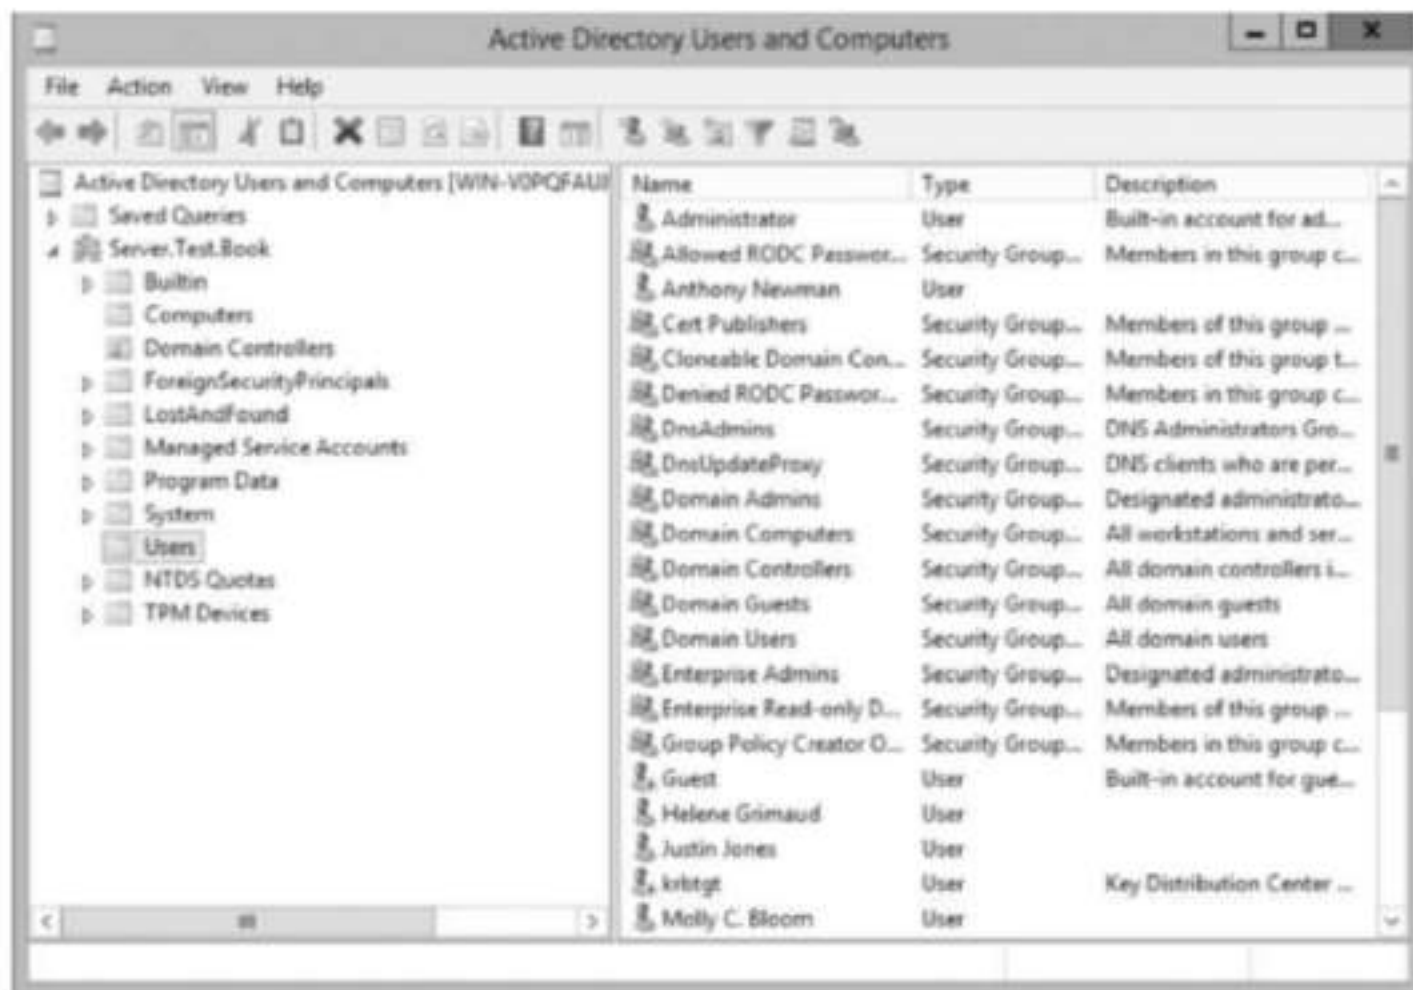 Active Directory Users and Computers
File Action View Help
Active Directory Users and Computers [WIN-V0PQFAUJI
Saved Queries
Server.Test.Book
Builtin
Computers
Domain Controllers
ForeignSecurityPrincipals
LostAndFound
Managed Service Accounts
Program Data
System
Users
NTDS Quotas
TPM Devices
Name Type Description
Administrator User Built-in account for ad...
Allowed RODC Passwor... Security Group... Members in this group c...
Anthony Newman User
Cert Publishers Security Group... Members of this group ...
Cloneable Domain Con... Security Group... Members of this group t...
Denied RODC Passwor... Security Group... Members in this group c...
DnsAdmins Security Group... DNS Administrators Gro...
DnsUpdateProxy Security Group... DNS clients who are per...
Domain Admins Security Group... Designated administrato...
Domain Computers Security Group... All workstations and ser...
Domain Controllers Security Group... All domain controllers i...
Domain Guests Security Group... All domain guests
Domain Users Security Group... All domain users
Enterprise Admins Security Group... Designated administrato...
Enterprise Read-only D... Security Group... Members of this group ...
Group Policy Creator O... Security Group... Members in this group c...
Guest User Built-in account for gue...
Helene Grimaud User
Justin Jones User
krbtgt User Key Distribution Center ...
Molly C. Bloom User